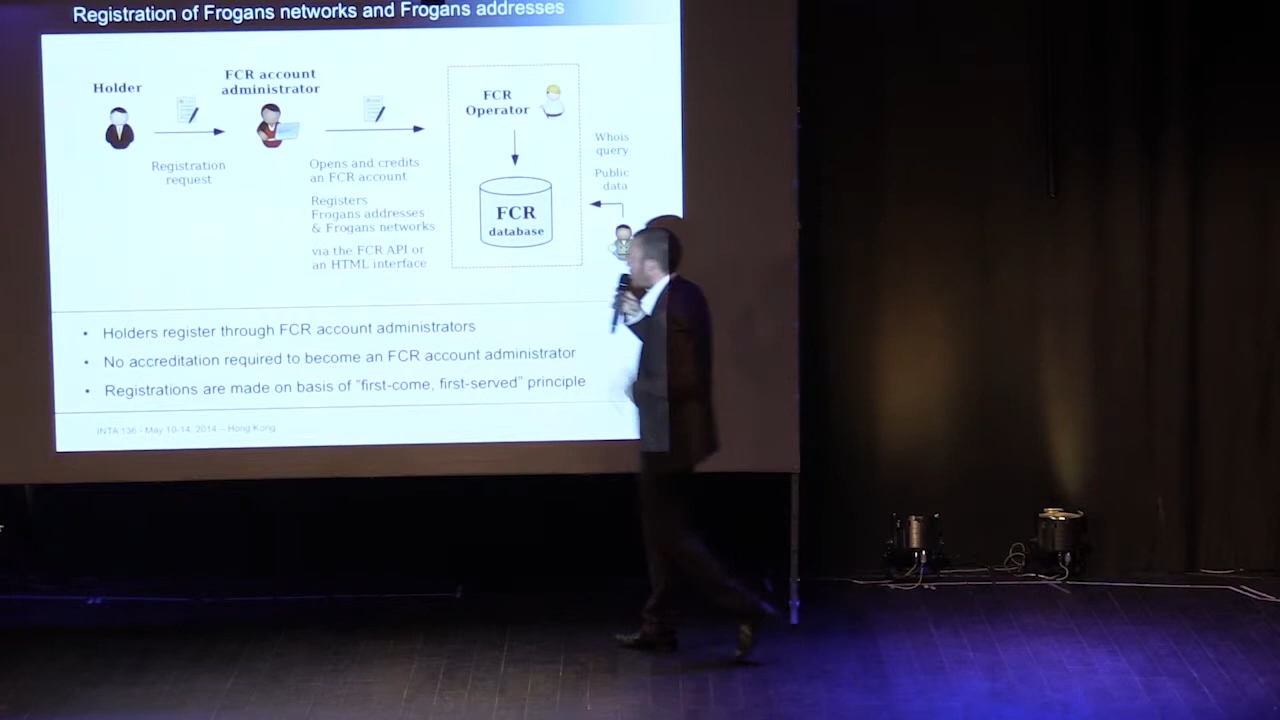 Registration of Frogans networks and Frogans addresses
Holder
FCR account
administrator
Registration
request
Opens and credits
an FCR account
Registers
Frogans addresses
& Frogans networks
via the FCR API or
an HTML interface
FCR
Operator
FCR
database
Whois
query
Public
data
• Holders register through FCR account administrators
• No accreditation required to become an FCR account administrator
• Registrations are made on basis of "first-come, first-served" principle
INTA 136 - May 10-14, 2014 – Hong Kong